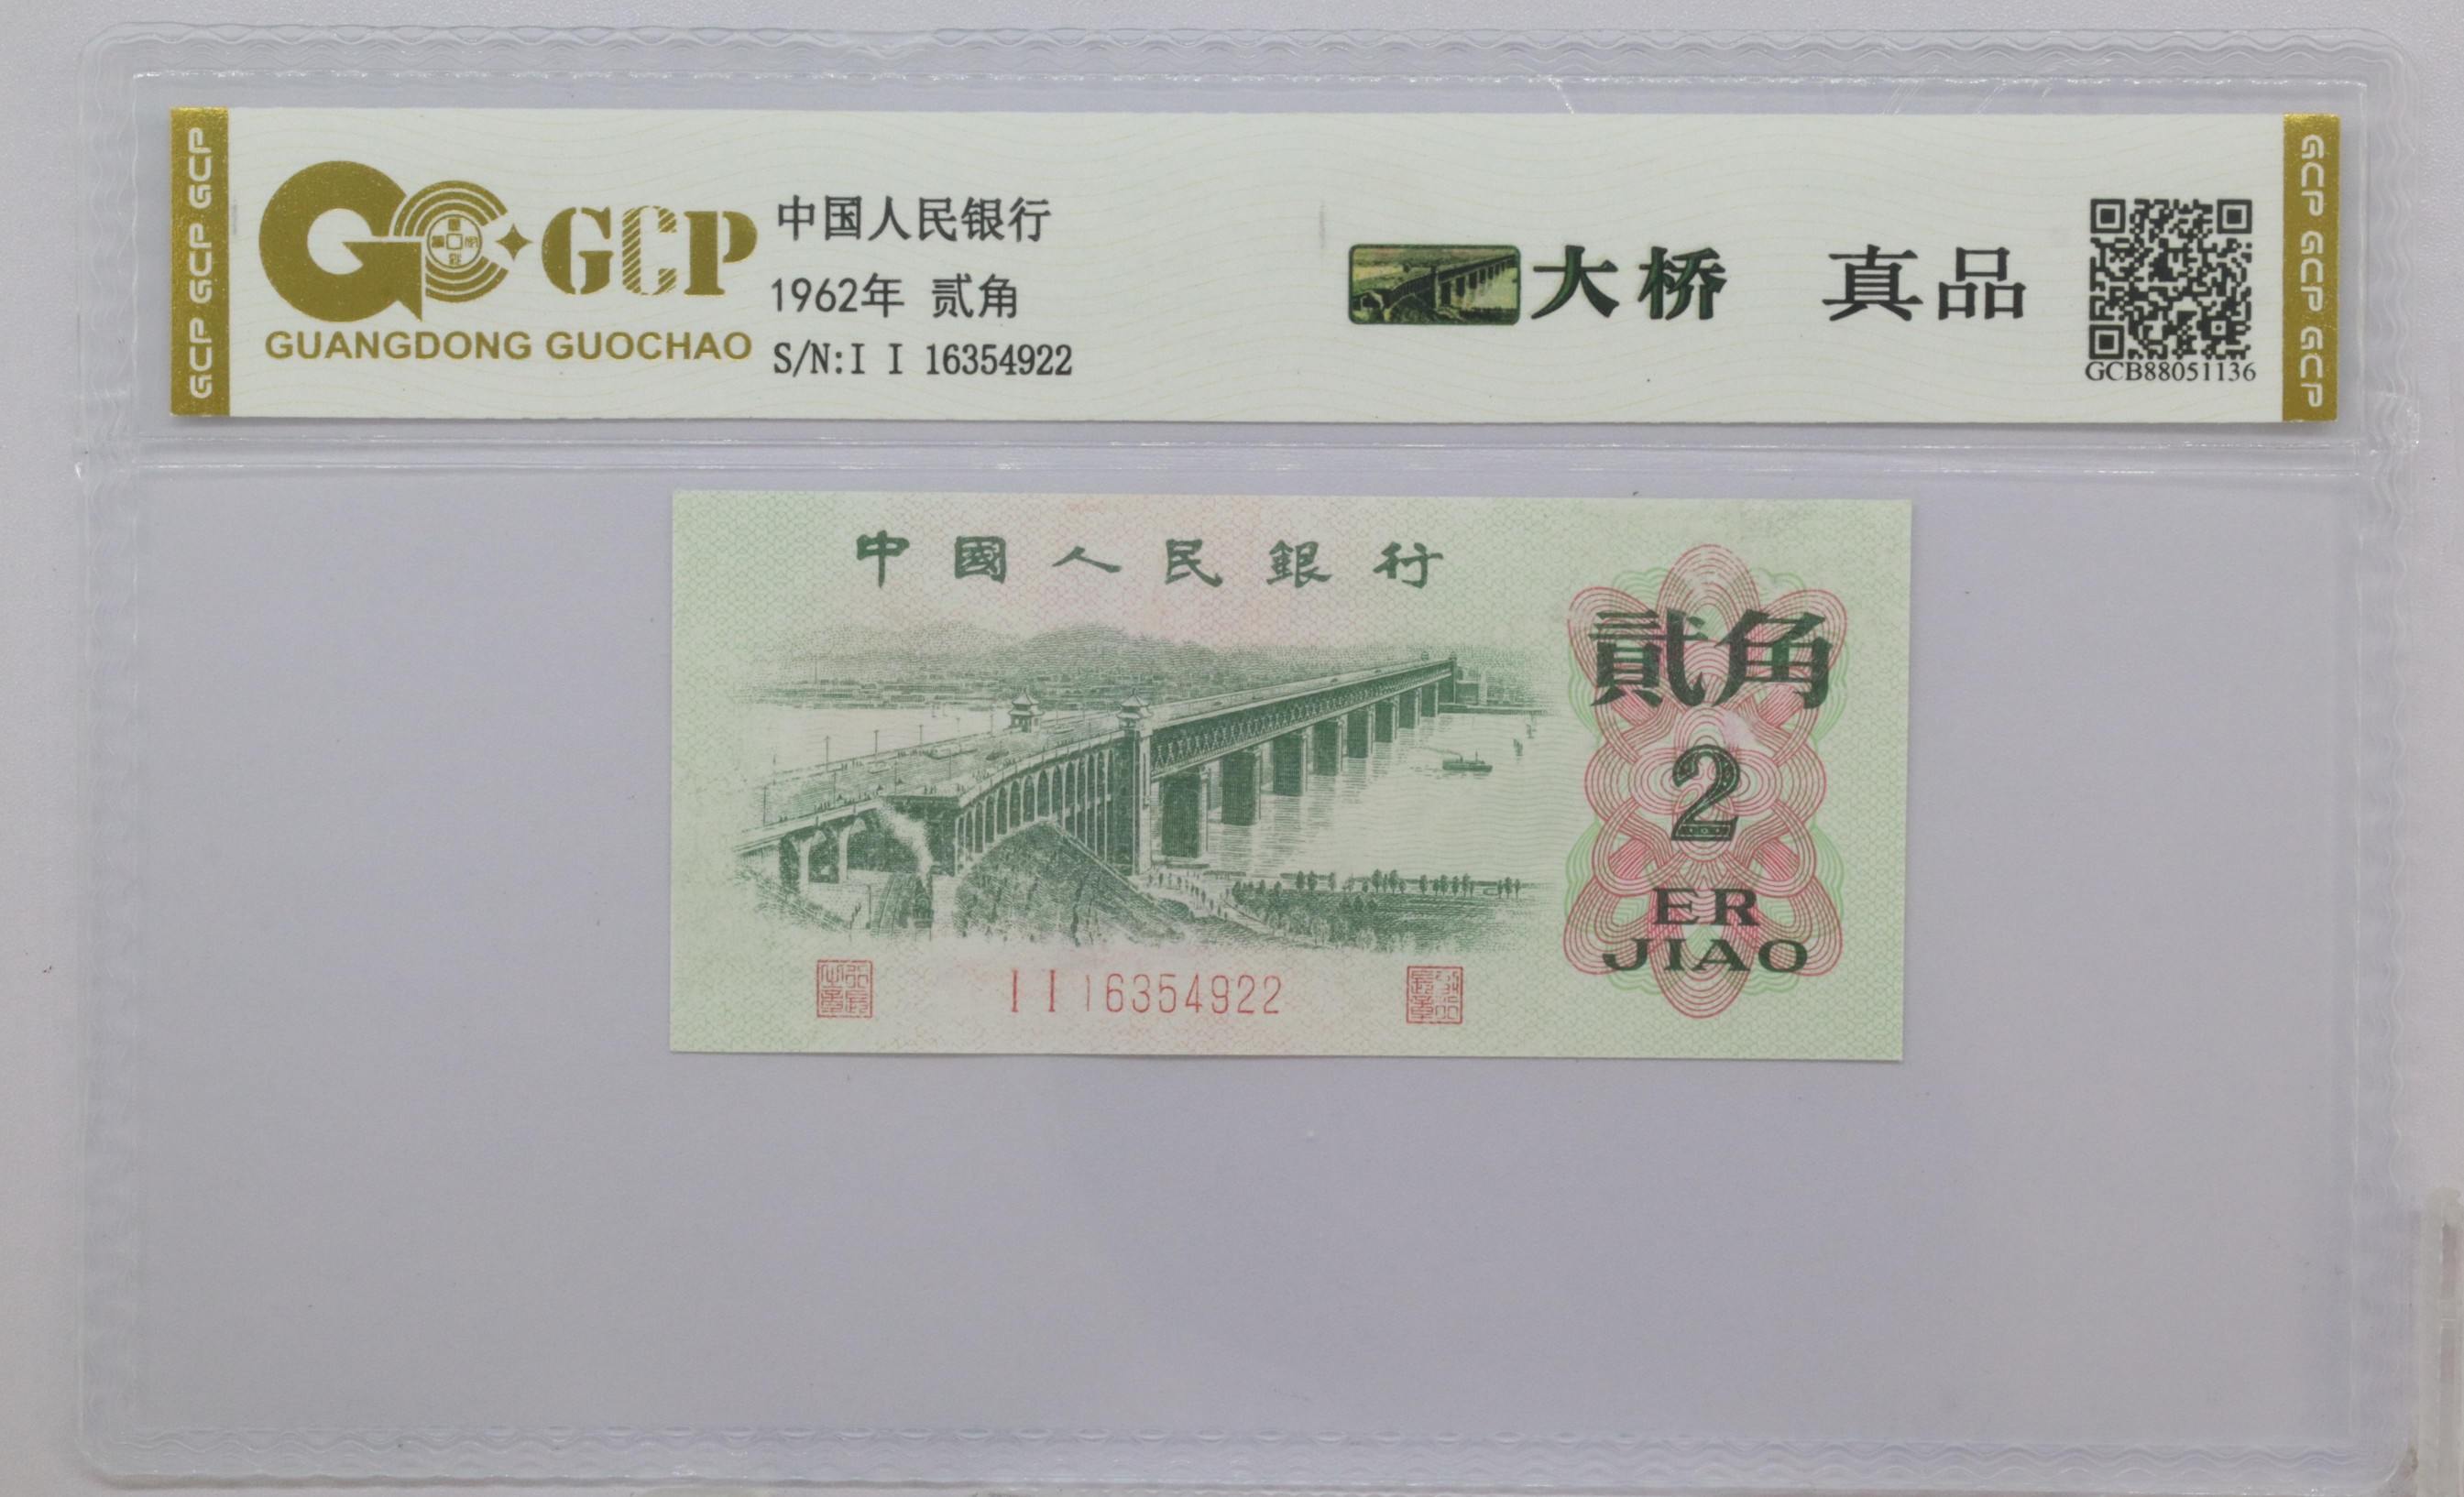 GCP GCP GCP
GCP
GUANGDONG GUOCHAO
中国人民银行
1962年 贰角
S/N:I I 16354922
大桥 真品
GCB88051136
GCP GCP GCP
中國人民銀行
貳角
2
ER
JIAO
I I 16354922